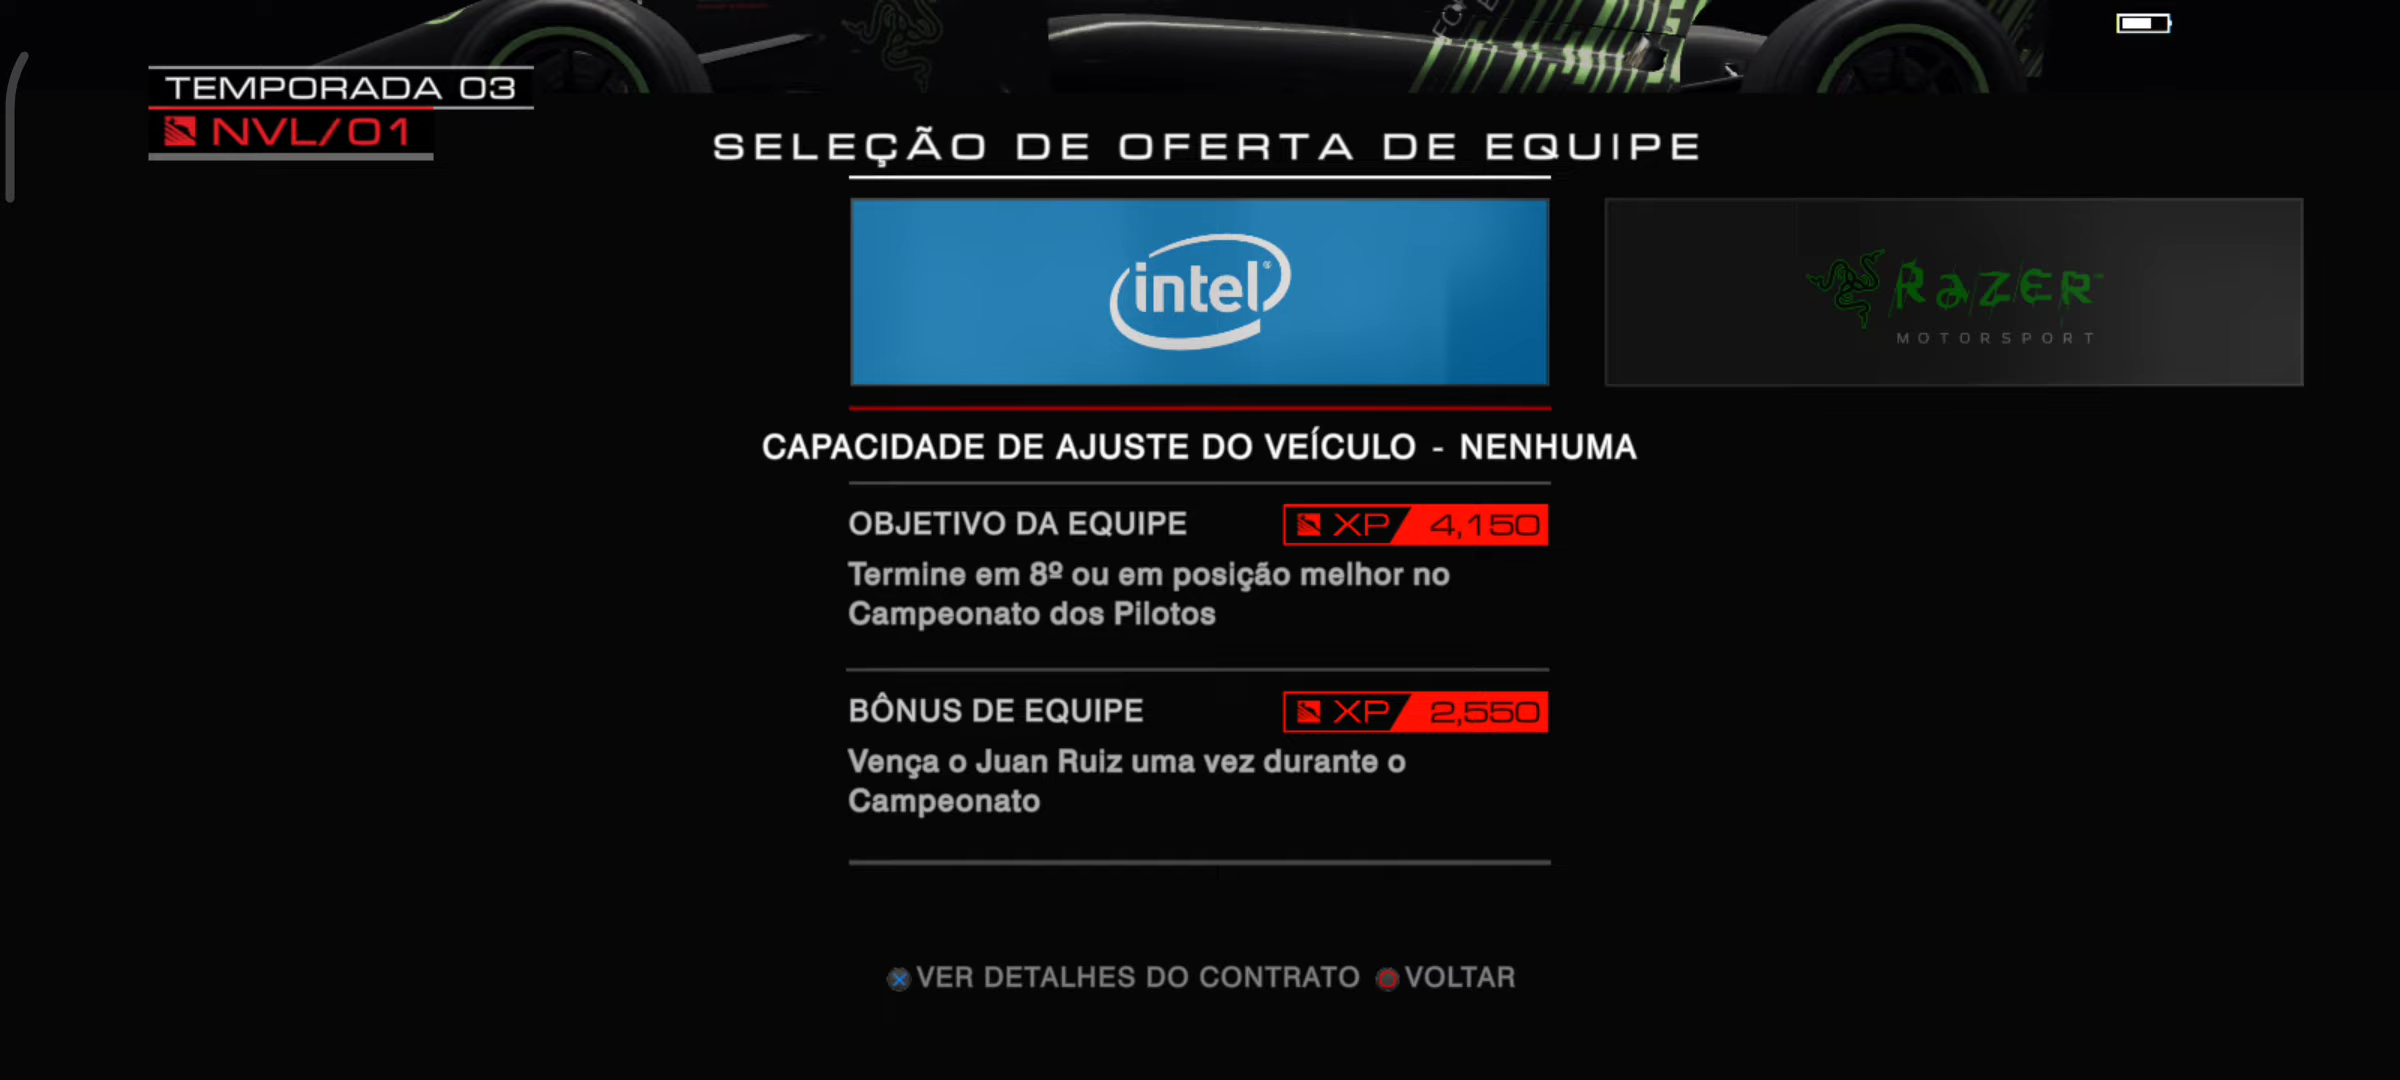 TEMPORADA 03
NVL/01
SELEÇÃO DE OFERTA DE EQUIPE
intel
RAZER
MOTORSPORT
CAPACIDADE DE AJUSTE DO VEÍCULO - NENHUMA
OBJETIVO DA EQUIPE XP 4,150
Termine em 8º ou em posição melhor no
Campeonato dos Pilotos
BÔNUS DE EQUIPE XP 2,550
Vença o Juan Ruiz uma vez durante o
Campeonato
VER DETALHES DO CONTRATO VOLTAR